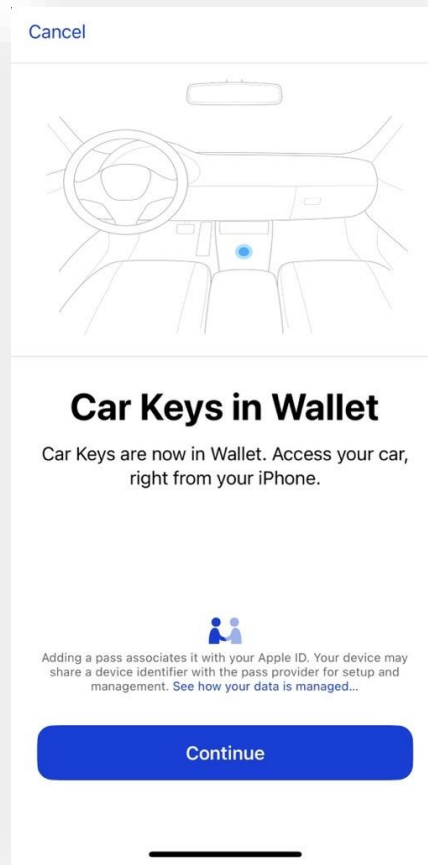 Cancel
Car Keys in Wallet
Car Keys are now in Wallet. Access your car,
right from your iPhone.
Adding a pass associates it with your Apple ID. Your device may
share a device identifier with the pass provider for setup and
management. See how your data is managed...
Continue